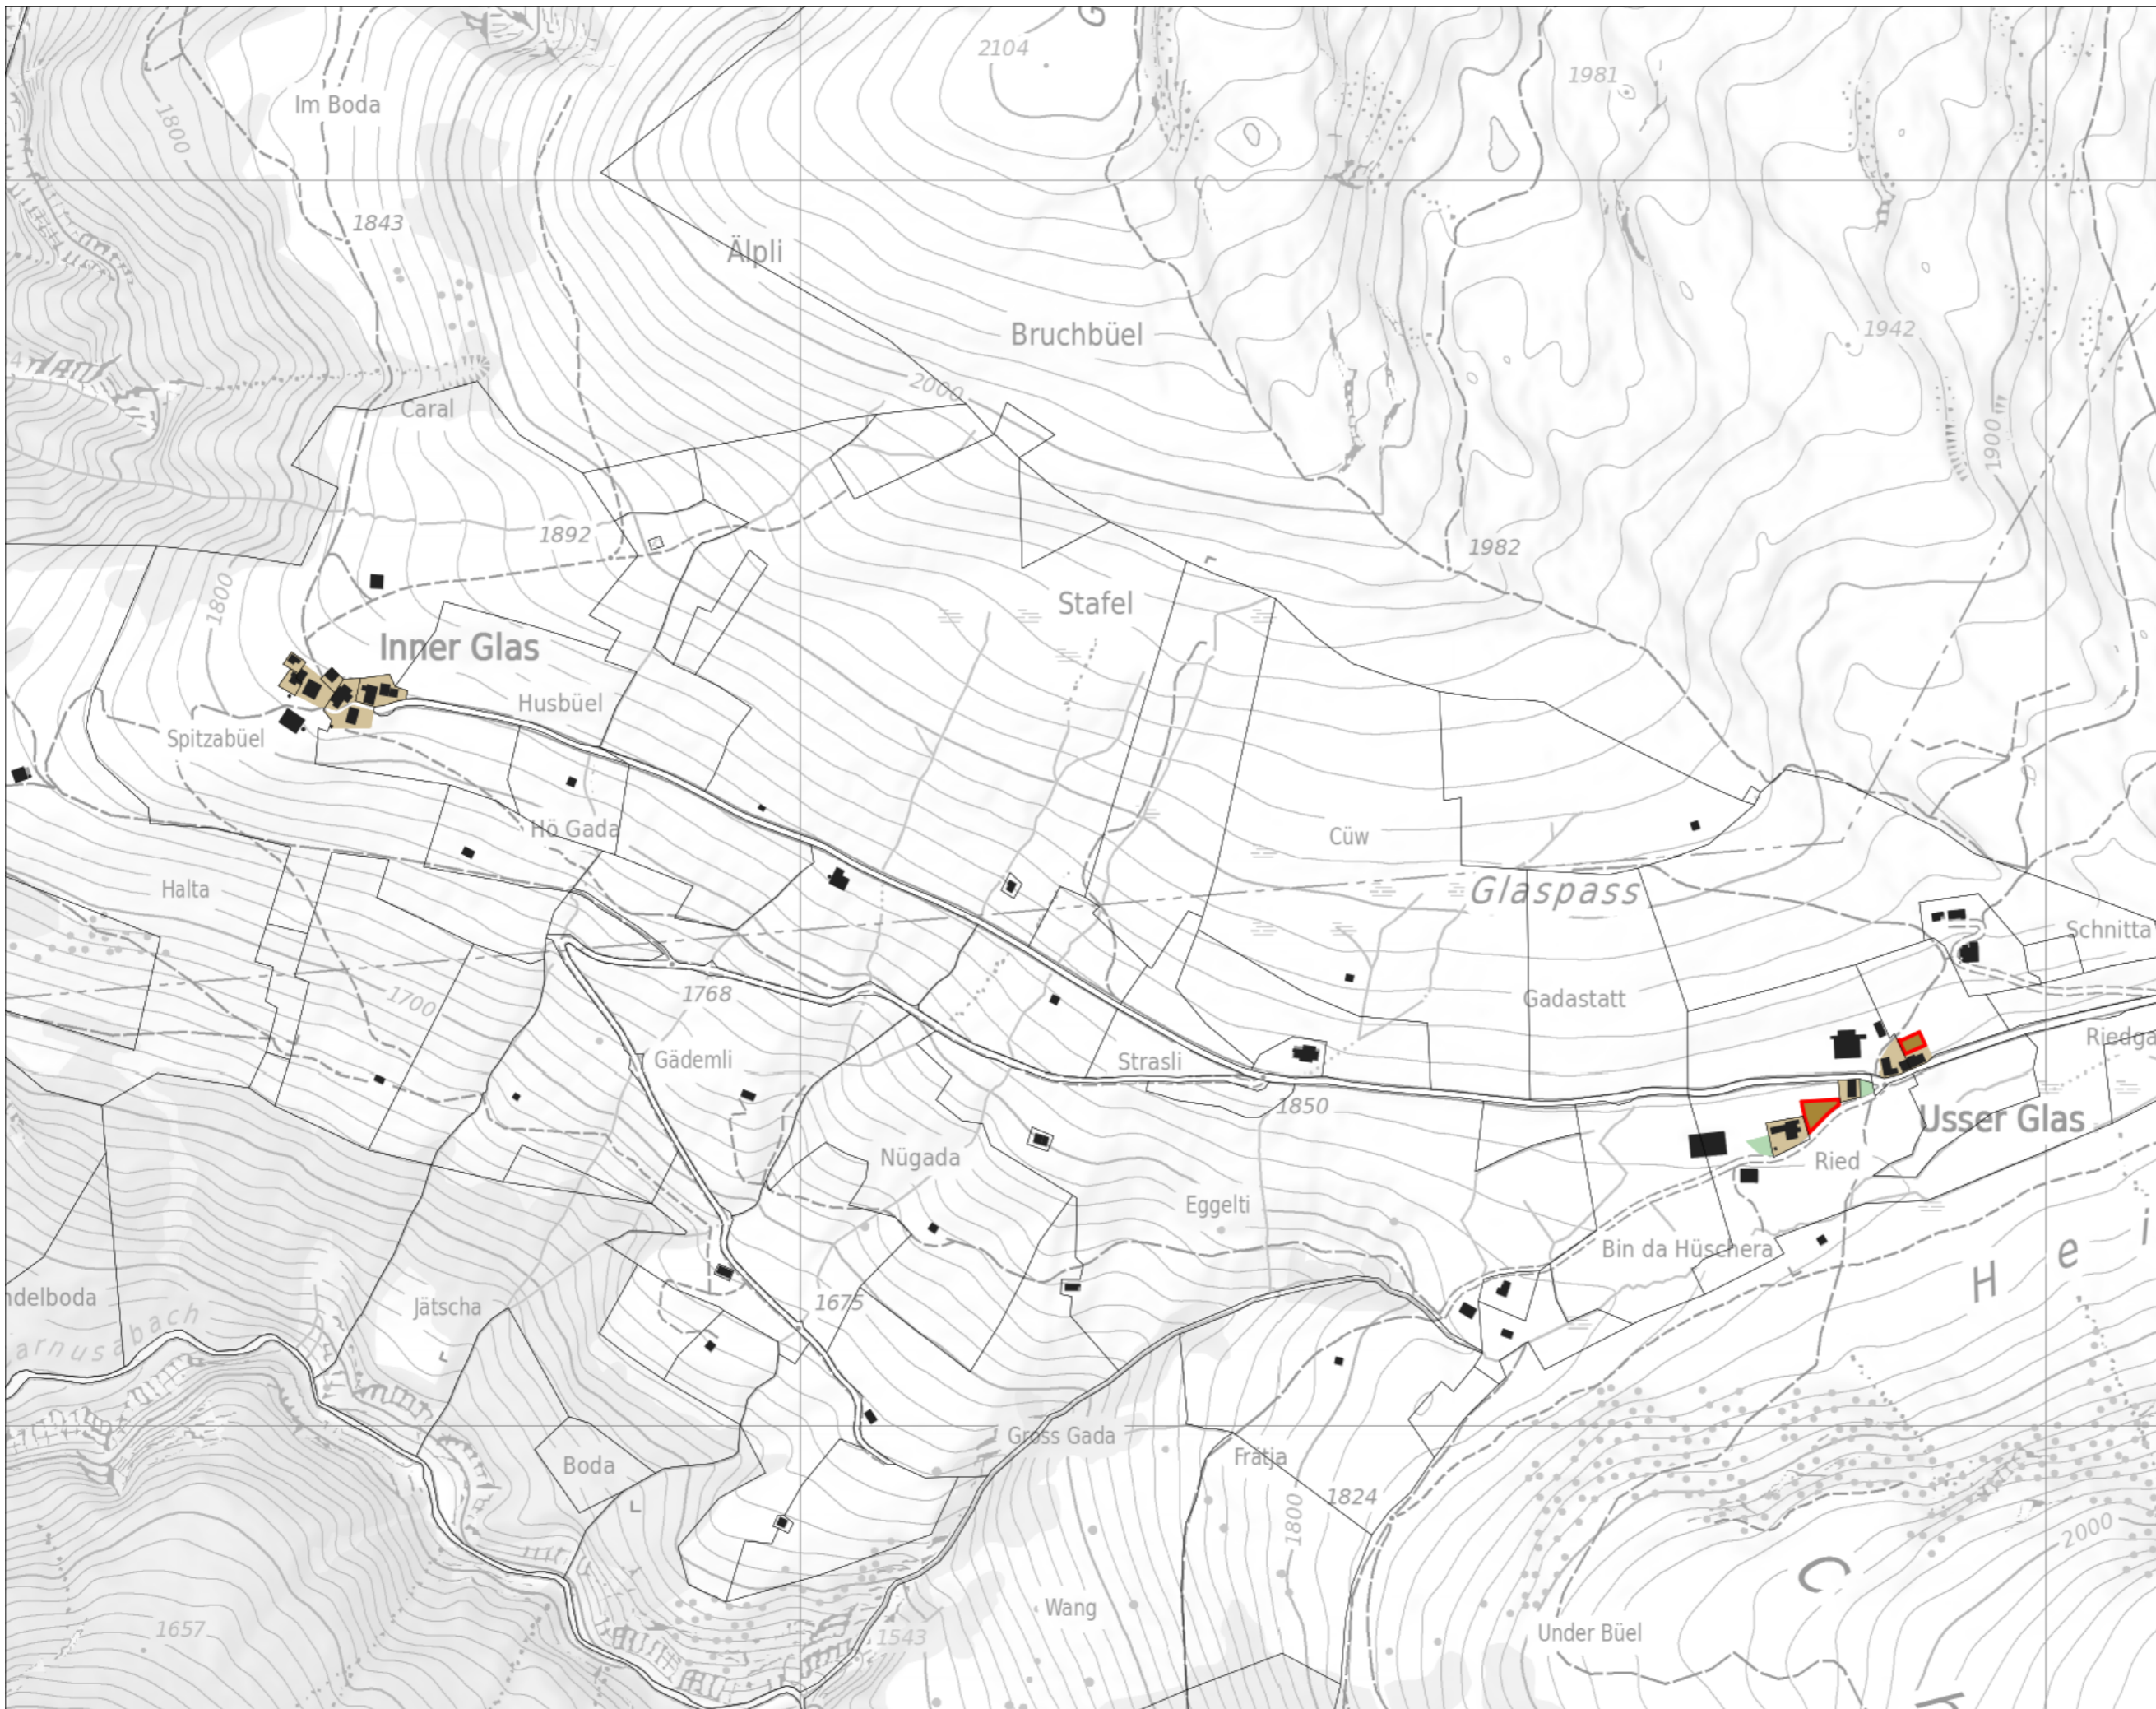 2104
G
1981
Im Boda
1800
1843
Älpli
1942
Bruchbüel
2000
Caral
1900
1892
1982
1800
Stafel
Inner Glas
Husbüel
Spitzabüel
Hö Gada
Cüw
Halta
Glaspass
Schnitta
1700
1768
Gadastatt
Riedga
Gädemli
Strasli
1850
Usser Glas
Nügada
Ried
Eggelti
Bin da Hüschera
H e i
ndelboda
Jätscha
1675
arnusabach
Gross Gada
Boda
Frätja
1800
1824
2000
C
Wang
1657
1543
Under Büel